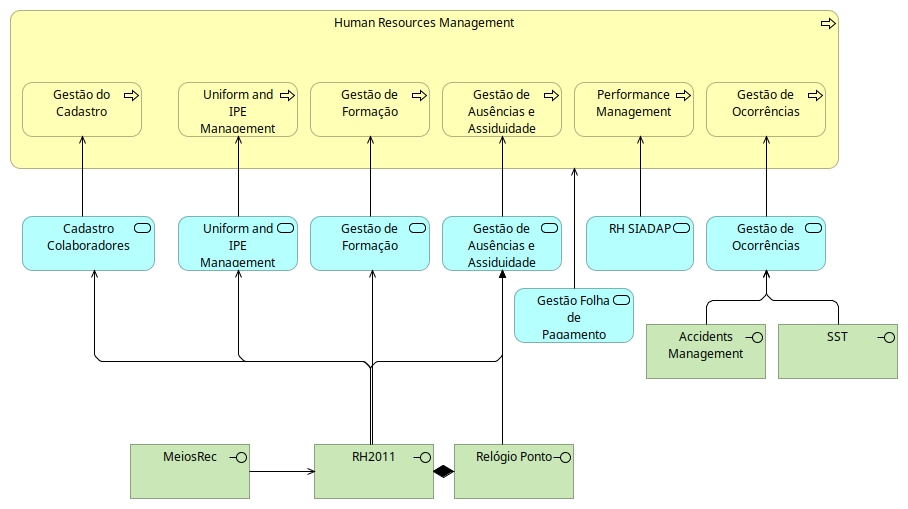 Human Resources Management
Gestão do
Cadastro
Uniform and
IPE
Management
Gestão de
Formação
Gestão de
Ausências e
Assiduidade
Performance
Management
Gestão de
Ocorrências
Cadastro
Colaboradores
Uniform and
IPE
Management
Gestão de
Formação
Gestão de
Ausências e
Assiduidade
RH SIADAP
Gestão de
Ocorrências
Gestão Folha
de
Pagamento
Accidents
Management
SST
MeiosRec
RH2011
Relógio Ponto